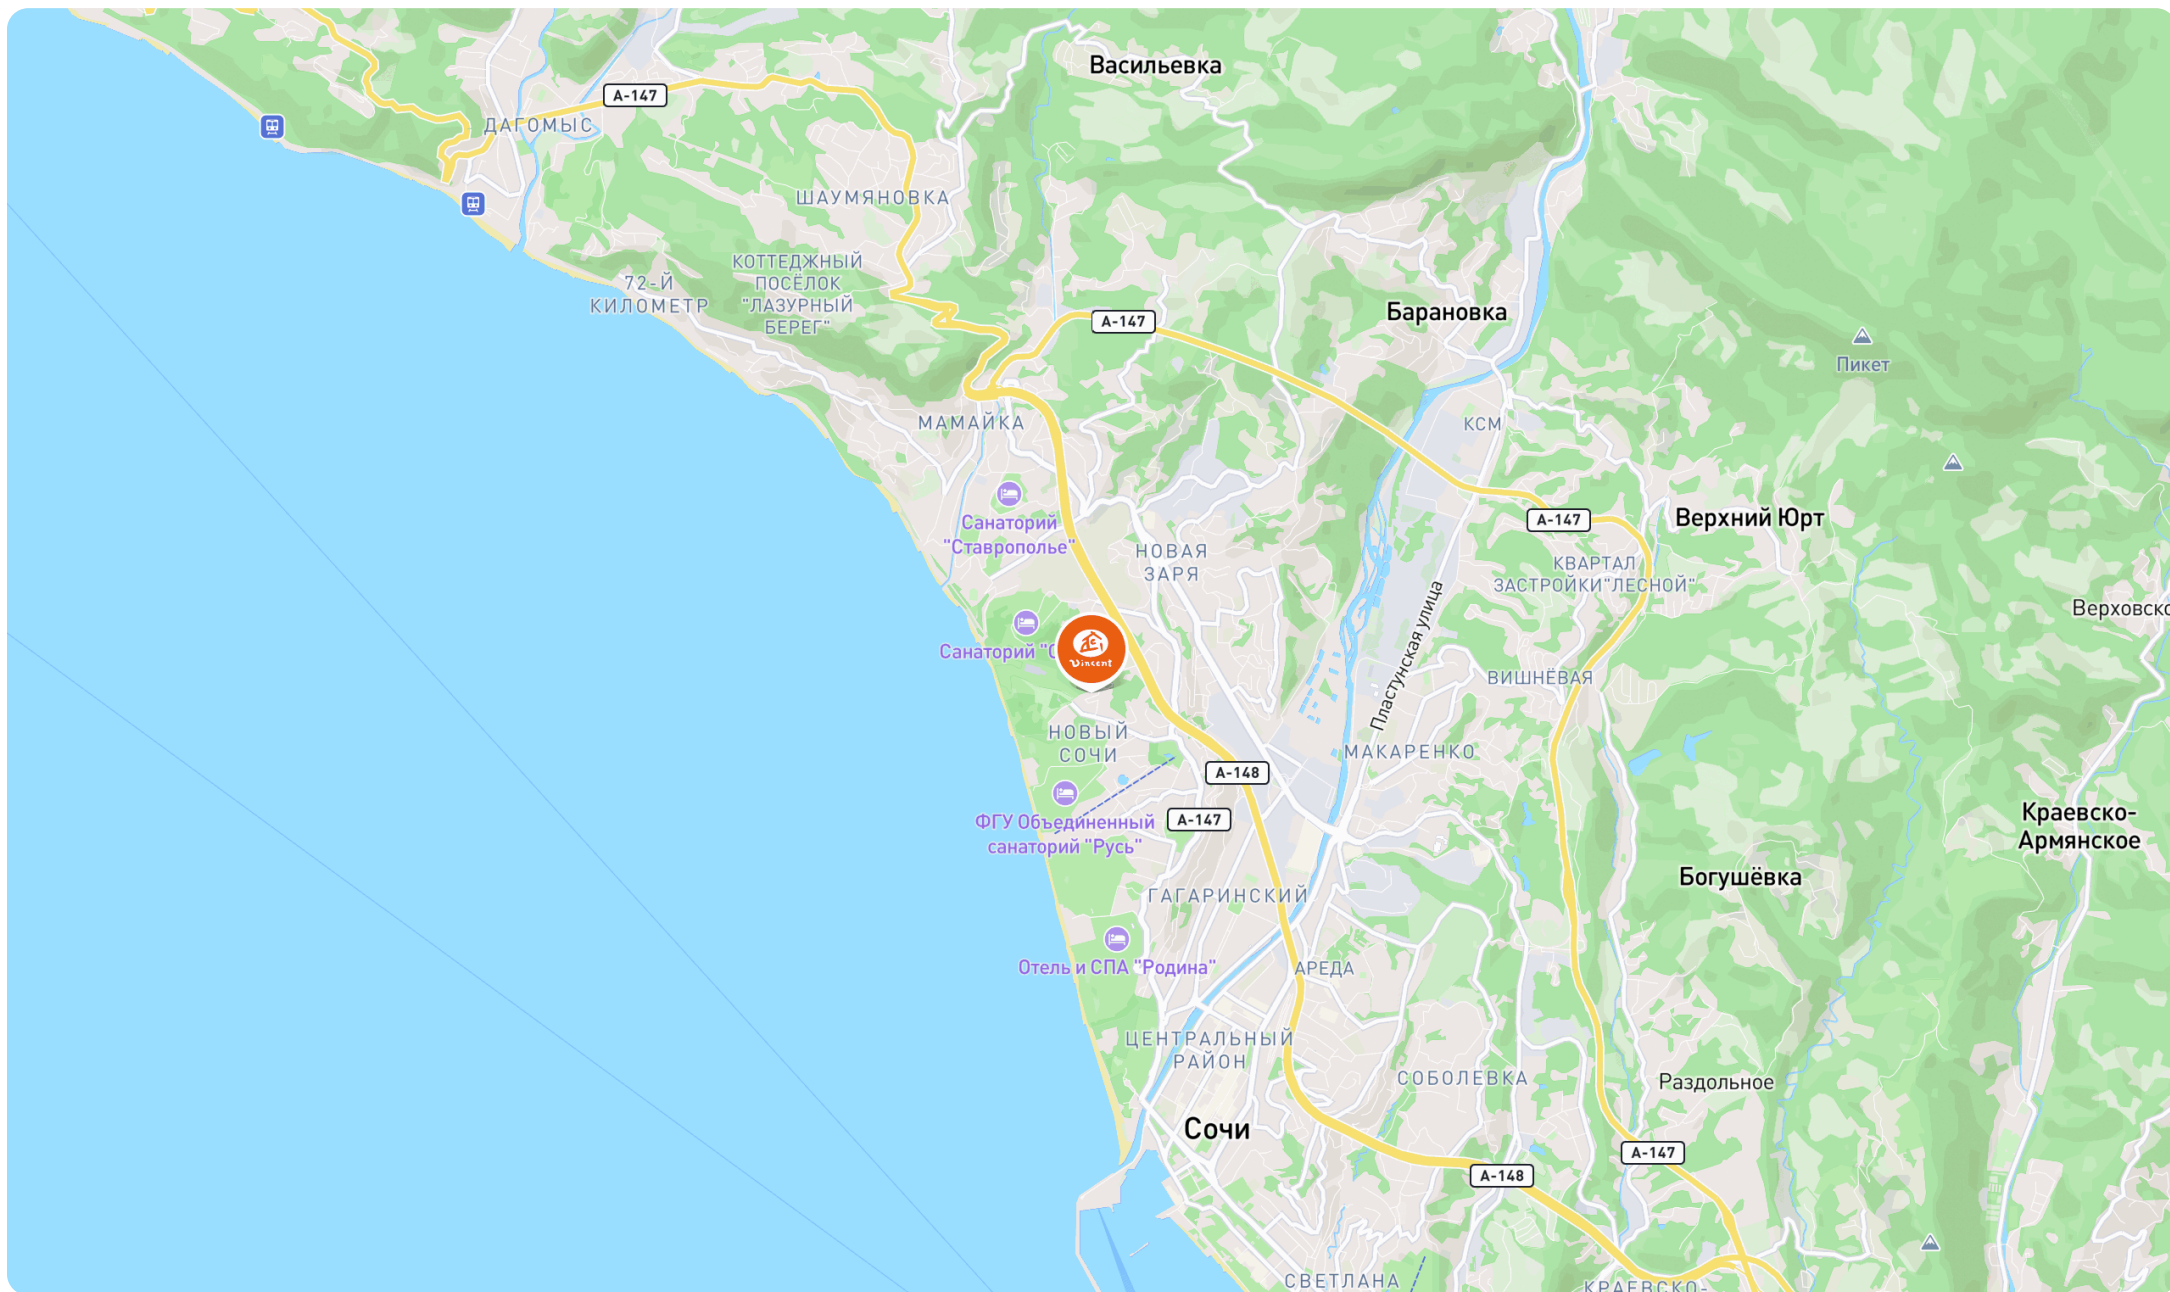 Васильевка
А-147
ДАГОМЫС
ШАУМЯНОВКА
КОТТЕДЖНЫЙ
ПОСЁЛОК
"ЛАЗУРНЫЙ
БЕРЕГ"
72-Й
КИЛОМЕТР
А-147
Барановка
Пикет
МАМАЙКА
КСМ
Санаторий
"Ставрополье"
А-147
Верхний Юрт
НОВАЯ
ЗАРЯ
КВАРТАЛ
ЗАСТРОЙКИ"ЛЕСНОЙ"
Пластунская улица
Верховско
Санаторий "С
Vincent
ВИШНЁВАЯ
НОВЫЙ
СОЧИ
МАКАРЕНКО
А-148
А-147
ФГУ Объединенный
санаторий "Русь"
Краевско-
Армянское
Богушёвка
ГАГАРИНСКИЙ
Отель и СПА "Родина"
АРЕДА
ЦЕНТРАЛЬНЫЙ
РАЙОН
СОБОЛЕВКА
Раздольное
Сочи
А-147
А-148
СВЕТЛАНА
КРАЕВСКО-